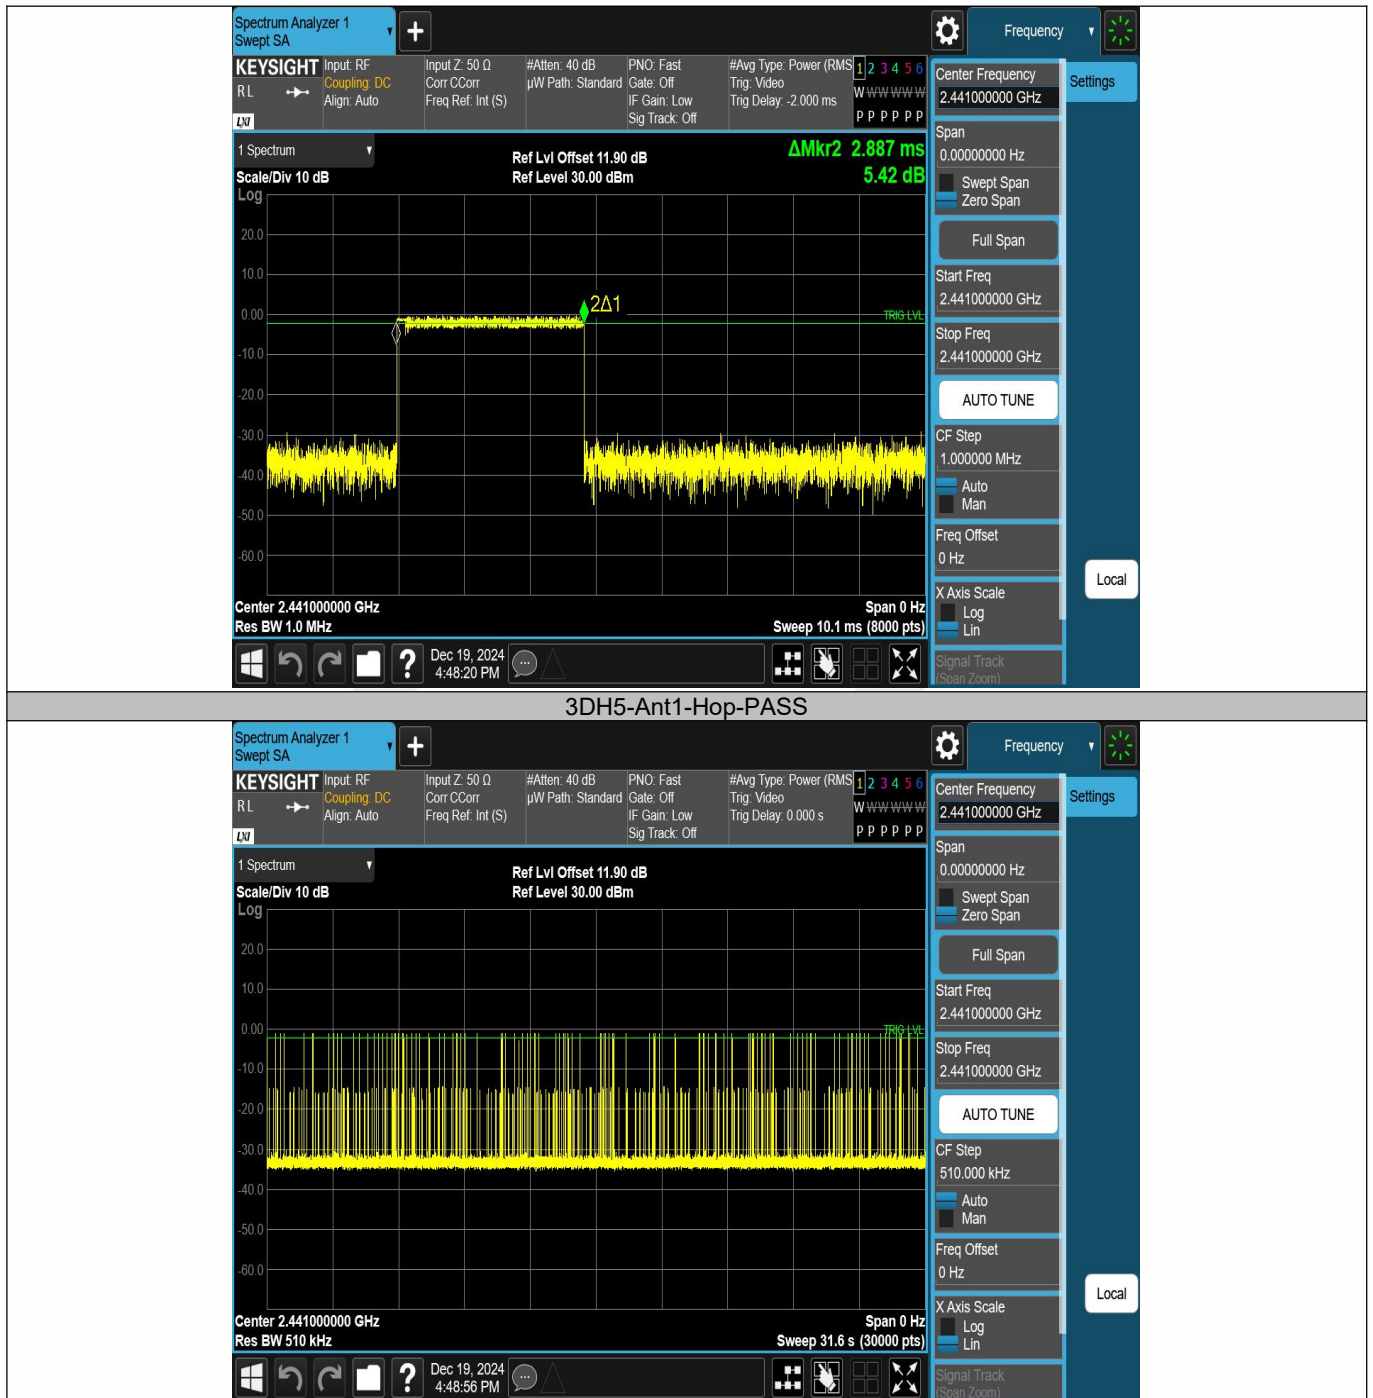 Spectrum Analyzer 1
Swept SA
Frequency
KEYSIGHT
RL
LXI
Input: RF
Coupling: DC
Align: Auto
Input Z: 50 Ω
Corr CCorr
Freq Ref: Int (S)
#Atten: 40 dB
µW Path: Standard
PNO: Fast
Gate: Off
IF Gain: Low
Sig Track: Off
#Avg Type: Power (RMS
Trig: Video
Trig Delay: -2.000 ms
1 2 3 4 5 6
W W W W W W
P P P P P P
Center Frequency
2.441000000 GHz
Settings
1 Spectrum
Scale/Div 10 dB
Log
Ref Lvl Offset 11.90 dB
Ref Level 30.00 dBm
ΔMkr2 2.887 ms
5.42 dB
Span
0.00000000 Hz
Swept Span
Zero Span
Full Span
Start Freq
2.441000000 GHz
Stop Freq
2.441000000 GHz
AUTO TUNE
CF Step
1.000000 MHz
Auto
Man
Freq Offset
0 Hz
X Axis Scale
Log
Lin
Signal Track
(Span Zoom)
Local
20.0
10.0
0.00
-10.0
-20.0
-30.0
-40.0
-50.0
-60.0
2Δ1
TRIG LVL
Center 2.441000000 GHz
Res BW 1.0 MHz
Span 0 Hz
Sweep 10.1 ms (8000 pts)
?
Dec 19, 2024
4:48:20 PM
3DH5-Ant1-Hop-PASS
Spectrum Analyzer 1
Swept SA
Frequency
KEYSIGHT
RL
LXI
Input: RF
Coupling: DC
Align: Auto
Input Z: 50 Ω
Corr CCorr
Freq Ref: Int (S)
#Atten: 40 dB
µW Path: Standard
PNO: Fast
Gate: Off
IF Gain: Low
Sig Track: Off
#Avg Type: Power (RMS
Trig: Video
Trig Delay: 0.000 s
1 2 3 4 5 6
W W W W W W
P P P P P P
Center Frequency
2.441000000 GHz
Settings
1 Spectrum
Scale/Div 10 dB
Log
Ref Lvl Offset 11.90 dB
Ref Level 30.00 dBm
Span
0.00000000 Hz
Swept Span
Zero Span
Full Span
Start Freq
2.441000000 GHz
Stop Freq
2.441000000 GHz
AUTO TUNE
CF Step
510.000 kHz
Auto
Man
Freq Offset
0 Hz
X Axis Scale
Log
Lin
Signal Track
(Span Zoom)
Local
20.0
10.0
0.00
-10.0
-20.0
-30.0
-40.0
-50.0
-60.0
TRIG LVL
Center 2.441000000 GHz
Res BW 510 kHz
Span 0 Hz
Sweep 31.6 s (30000 pts)
?
Dec 19, 2024
4:48:56 PM